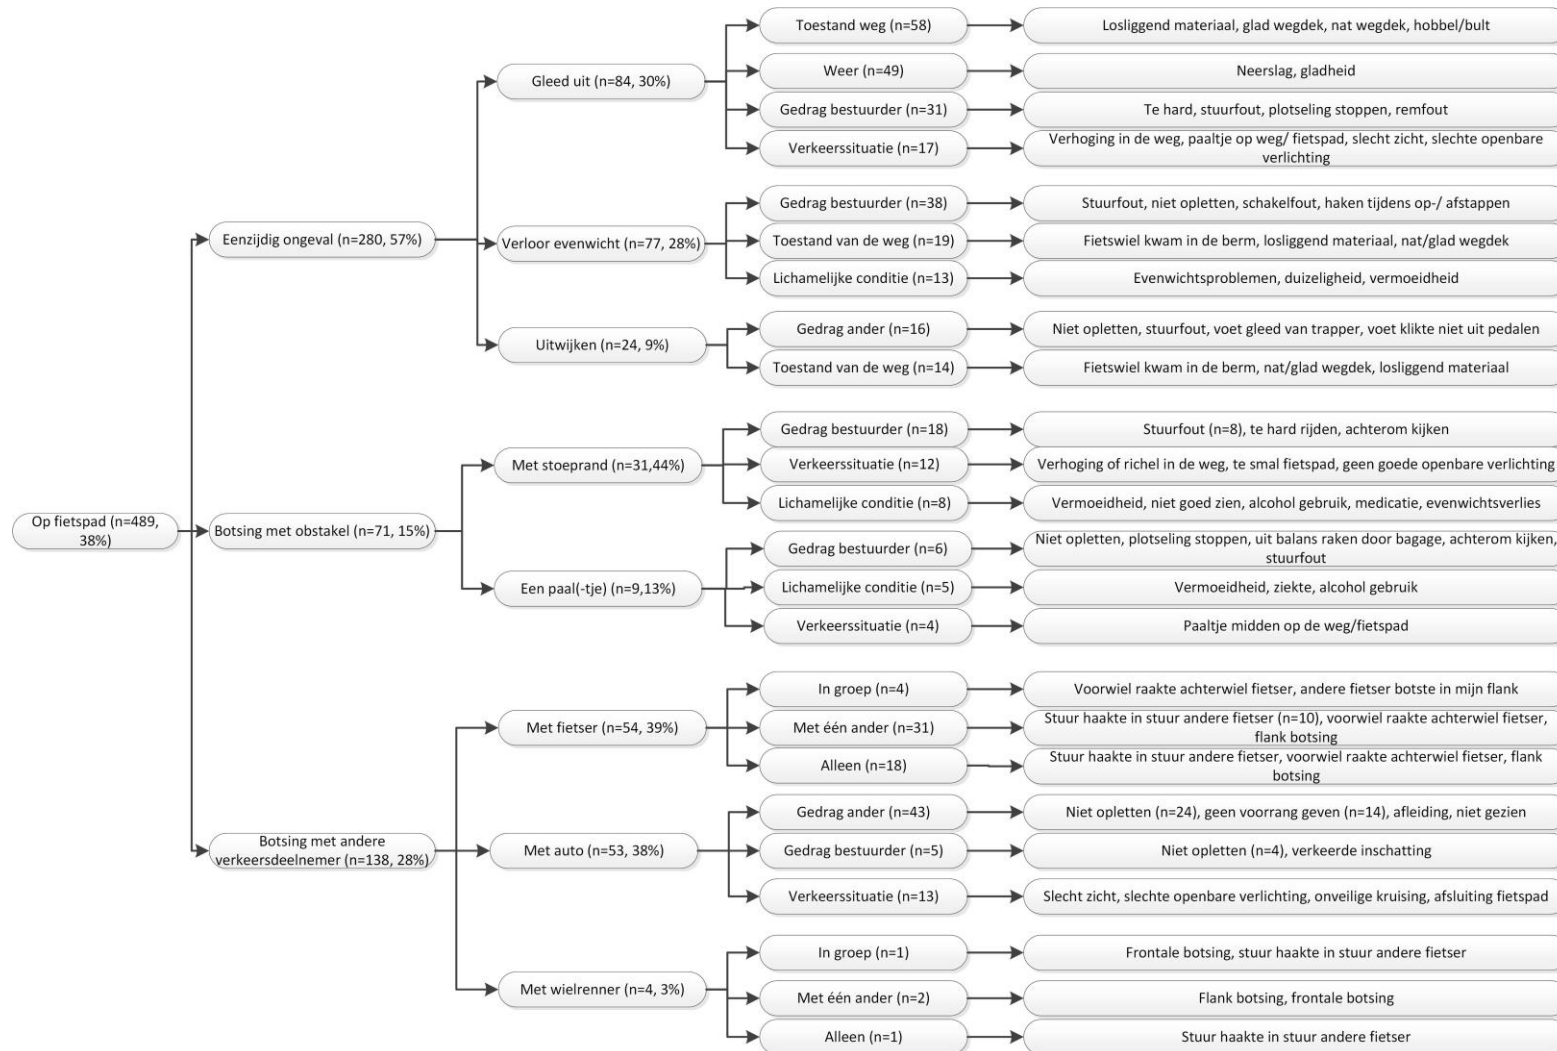 Op fietspad (n=489,
38%)
Eenzijdig ongeval (n=280, 57%)
Gleed uit (n=84, 30%)
Toestand weg (n=58)
Losliggend materiaal, glad wegdek, nat wegdek, hobbel/bult
Weer (n=49)
Neerslag, gladheid
Gedrag bestuurder (n=31)
Te hard, stuurfout, plotseling stoppen, remfout
Verkeerssituatie (n=17)
Verhoging in de weg, paaltje op weg/ fietspad, slecht zicht, slechte openbare
verlichting
Verloor evenwicht (n=77, 28%)
Gedrag bestuurder (n=38)
Stuurfout, niet opletten, schakelfout, haken tijdens op-/ afstappen
Toestand van de weg (n=19)
Fietswiel kwam in de berm, losliggend materiaal, nat/glad wegdek
Lichamelijke conditie (n=13)
Evenwichtsproblemen, duizeligheid, vermoeidheid
Uitwijken (n=24, 9%)
Gedrag ander (n=16)
Niet opletten, stuurfout, voet gleed van trapper, voet klikte niet uit pedalen
Toestand van de weg (n=14)
Fietswiel kwam in de berm, nat/glad wegdek, losliggend materiaal
Botsing met obstakel (n=71, 15%)
Met stoeprand (n=31,44%)
Gedrag bestuurder (n=18)
Stuurfout (n=8), te hard rijden, achterom kijken
Verkeerssituatie (n=12)
Verhoging of richel in de weg, te smal fietspad, geen goede openbare verlichting
Lichamelijke conditie (n=8)
Vermoeidheid, niet goed zien, alcohol gebruik, medicatie, evenwichtsverlies
Een paal(-tje) (n=9,13%)
Gedrag bestuurder (n=6)
Niet opletten, plotseling stoppen, uit balans raken door bagage, achterom kijken,
stuurfout
Lichamelijke conditie (n=5)
Vermoeidheid, ziekte, alcohol gebruik
Verkeerssituatie (n=4)
Paaltje midden op de weg/fietspad
Botsing met andere
verkeersdeelnemer (n=138, 28%)
Met fietser (n=54, 39%)
In groep (n=4)
Voorwiel raakte achterwiel fietser, andere fietser botste in mijn flank
Met één ander (n=31)
Stuur haakte in stuur andere fietser (n=10), voorwiel raakte achterwiel fietser,
flank botsing
Alleen (n=18)
Stuur haakte in stuur andere fietser, voorwiel raakte achterwiel fietser, flank
botsing
Met auto (n=53, 38%)
Gedrag ander (n=43)
Niet opletten (n=24), geen voorrang geven (n=14), afleiding, niet gezien
Gedrag bestuurder (n=5)
Niet opletten (n=4), verkeerde inschatting
Verkeerssituatie (n=13)
Slecht zicht, slechte openbare verlichting, onveilige kruising, afsluiting fietspad
Met wielrenner (n=4, 3%)
In groep (n=1)
Frontale botsing, stuur haakte in stuur andere fietser
Met één ander (n=2)
Flank botsing, frontale botsing
Alleen (n=1)
Stuur haakte in stuur andere fietser